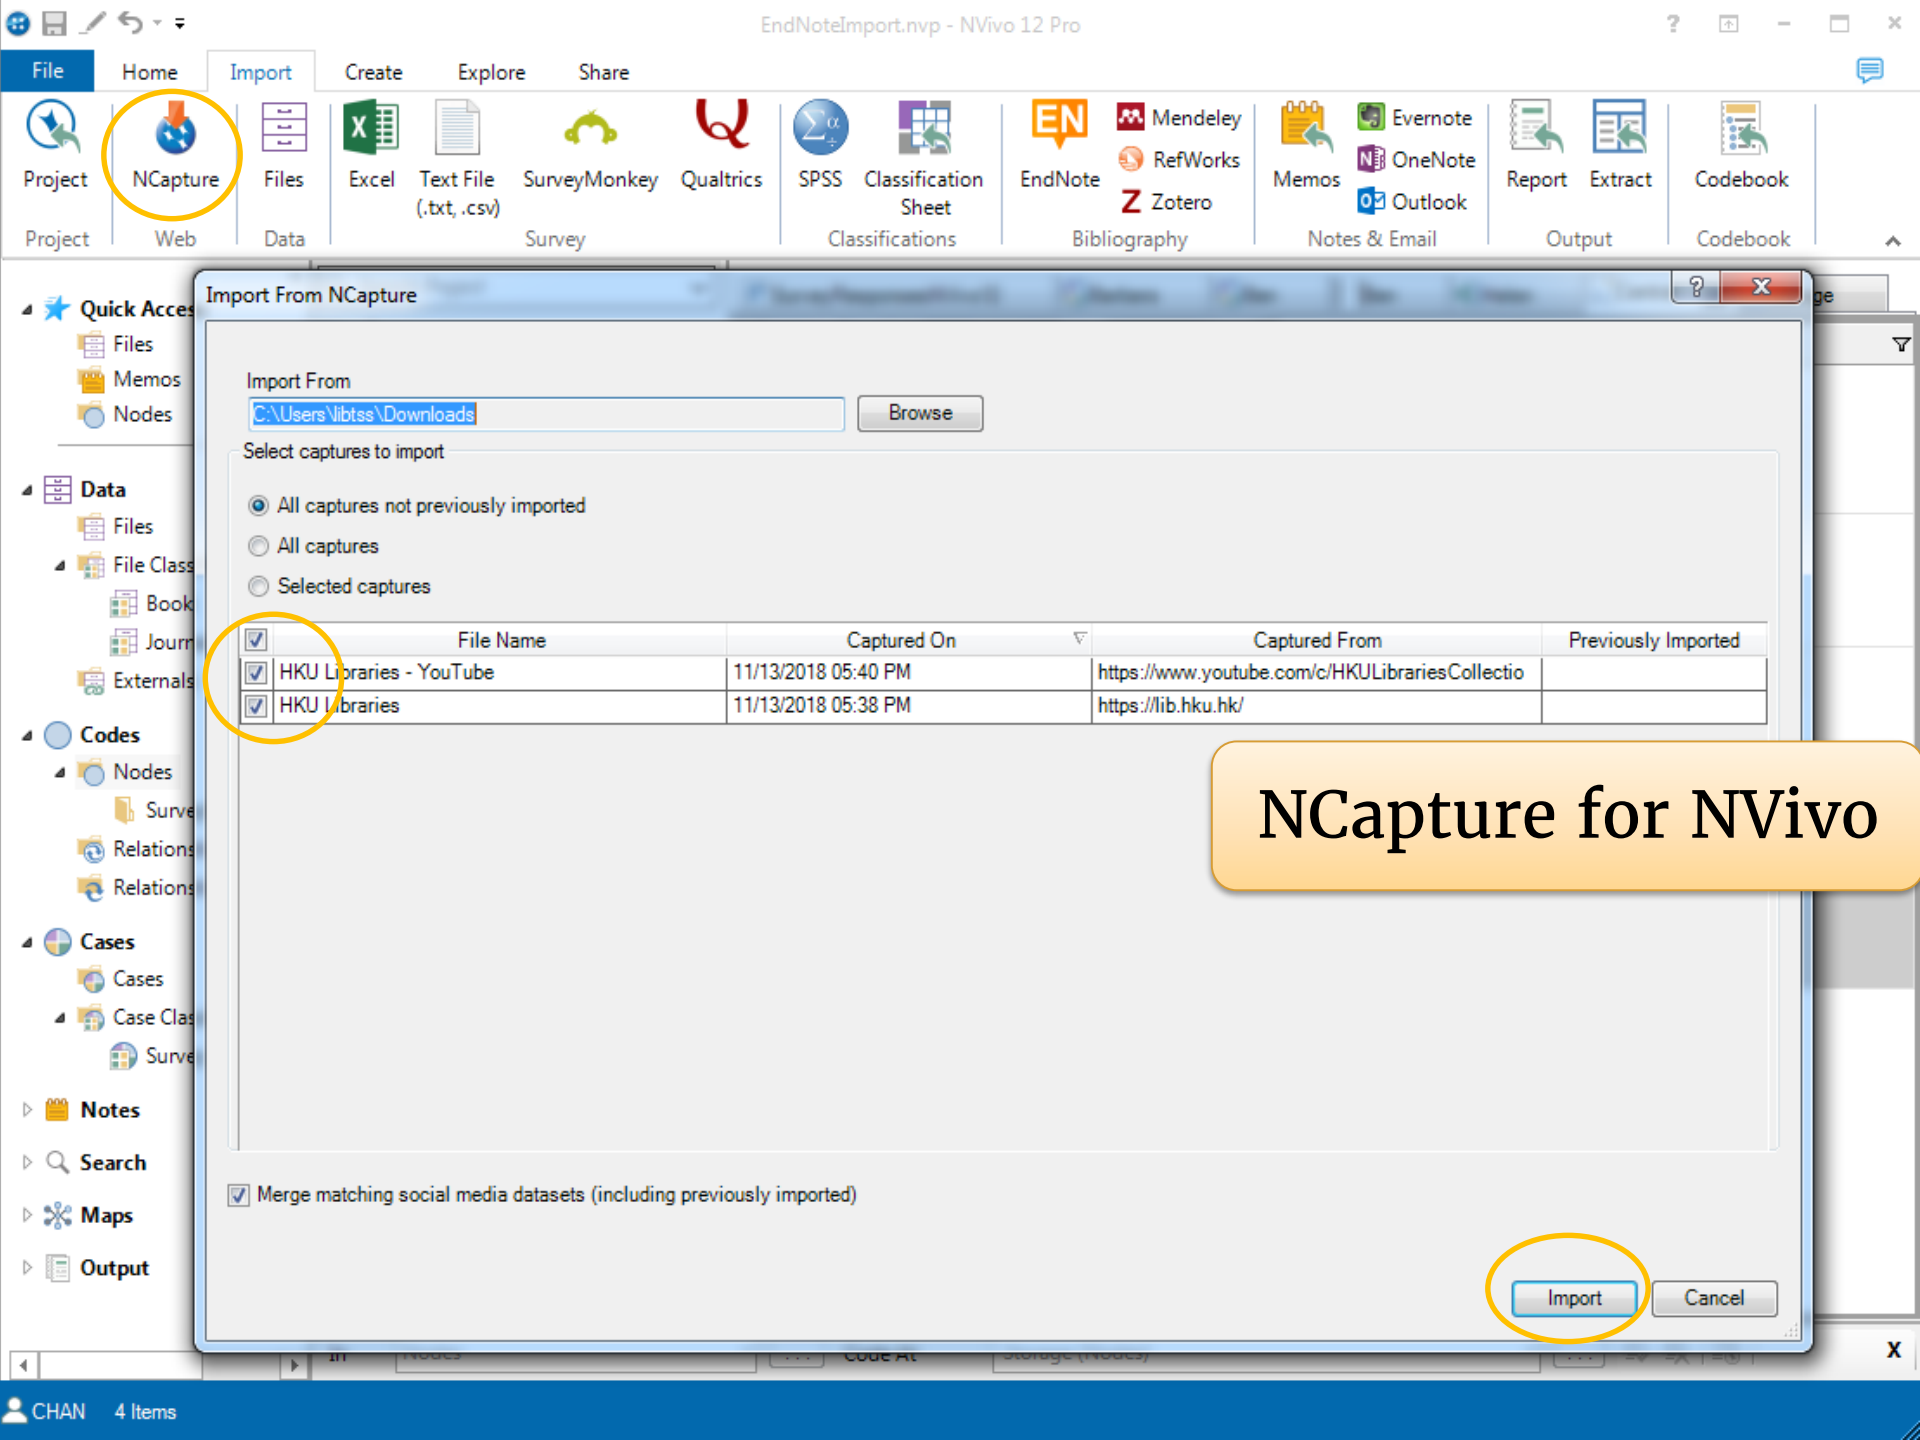 EndNoteImport.nvp - NVivo 12 Pro
File Home Import Create Explore Share
Project
NCapture
Files
Excel
Text File
(.txt, .csv)
SurveyMonkey
Qualtrics
SPSS
Classification
Sheet
EndNote
Mendeley
RefWorks
Zotero
Memos
Evernote
OneNote
Outlook
Report
Extract
Codebook
Project Web Data Survey Classifications Bibliography Notes & Email Output Codebook
Quick Acces
Files
Memos
Nodes
Data
Files
File Class
Book
Journ
Externals
Codes
Nodes
Surve
Relations
Relations
Cases
Cases
Case Clas
Surve
Notes
Search
Maps
Output
Import From NCapture
Import From
C:\Users\libtss\Downloads
Browse
Select captures to import
All captures not previously imported
All captures
Selected captures
File Name Captured On Captured From Previously Imported
HKU Libraries - YouTube 11/13/2018 05:40 PM https://www.youtube.com/c/HKULibrariesCollectio
HKU Libraries 11/13/2018 05:38 PM https://lib.hku.hk/
NCapture for NVivo
Merge matching social media datasets (including previously imported)
Import Cancel
In Nodes Code At
CHAN 4 Items